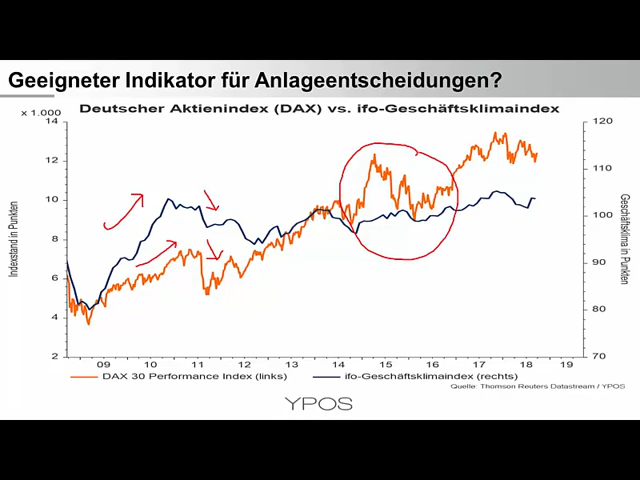 Geeigneter Indikator für Anlageentscheidungen?
Deutscher Aktienindex (DAX) vs. ifo-Geschäftsklimaindex
x 1.000
14
12
10
8
6
4
2
Indexstand in Punkten
120
110
100
90
80
70
Geschäftsklima in Punkten
09 10 11 12 13 14 15 16 17 18 19
DAX 30 Performance Index (links) ifo-Geschäftsklimaindex (rechts)
Quelle: Thomson Reuters Datastream / YPOS
YPOS